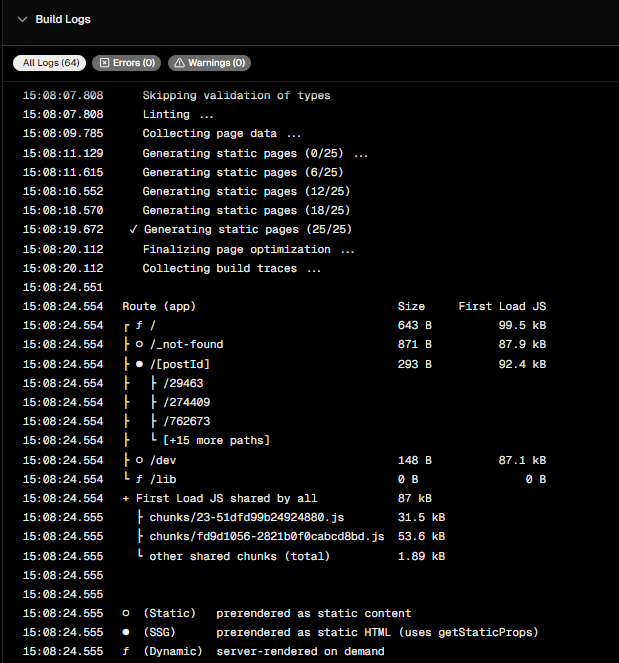 Build Logs
All Logs (64) Errors (0) Warnings (0)
15:08:07.808 Skipping validation of types
15:08:07.808 Linting ...
15:08:09.785 Collecting page data ...
15:08:11.129 Generating static pages (0/25) ...
15:08:11.615 Generating static pages (6/25)
15:08:16.552 Generating static pages (12/25)
15:08:18.570 Generating static pages (18/25)
15:08:19.672 ✓ Generating static pages (25/25)
15:08:20.112 Finalizing page optimization ...
15:08:20.112 Collecting build traces ...
15:08:24.551
15:08:24.554 Route (app) Size First Load JS
15:08:24.554 ┌ ƒ / 643 B 99.5 kB
15:08:24.554 ├ ○ /_not-found 871 B 87.9 kB
15:08:24.554 ├ ● /[postId] 293 B 92.4 kB
15:08:24.554 ├ ├ /29463
15:08:24.554 ├ ├ /274409
15:08:24.554 ├ ├ /762673
15:08:24.554 ├ └ [+15 more paths]
15:08:24.554 ├ ○ /dev 148 B 87.1 kB
15:08:24.554 └ ƒ /lib 0 B 0 B
15:08:24.554 + First Load JS shared by all 87 kB
15:08:24.555 ├ chunks/23-51dfd99b24924880.js 31.5 kB
15:08:24.555 ├ chunks/fd9d1056-2821b0f0cabcd8bd.js 53.6 kB
15:08:24.555 └ other shared chunks (total) 1.89 kB
15:08:24.555
15:08:24.555
15:08:24.555 ○ (Static) prerendered as static content
15:08:24.555 ● (SSG) prerendered as static HTML (uses getStaticProps)
15:08:24.555 ƒ (Dynamic) server-rendered on demand